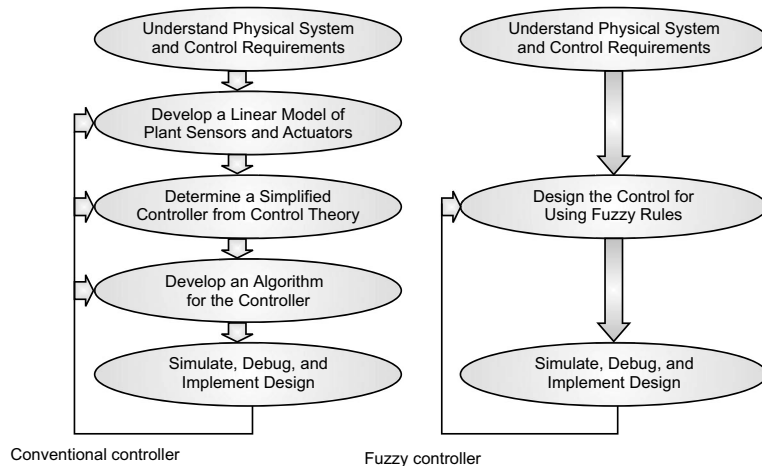 Understand Physical System
and Control Requirements
Develop a Linear Model of
Plant Sensors and Actuators
Determine a Simplified
Controller from Control Theory
Develop an Algorithm
for the Controller
Simulate, Debug, and
Implement Design
Conventional controller
Understand Physical System
and Control Requirements
Design the Control for
Using Fuzzy Rules
Simulate, Debug, and
Implement Design
Fuzzy controller